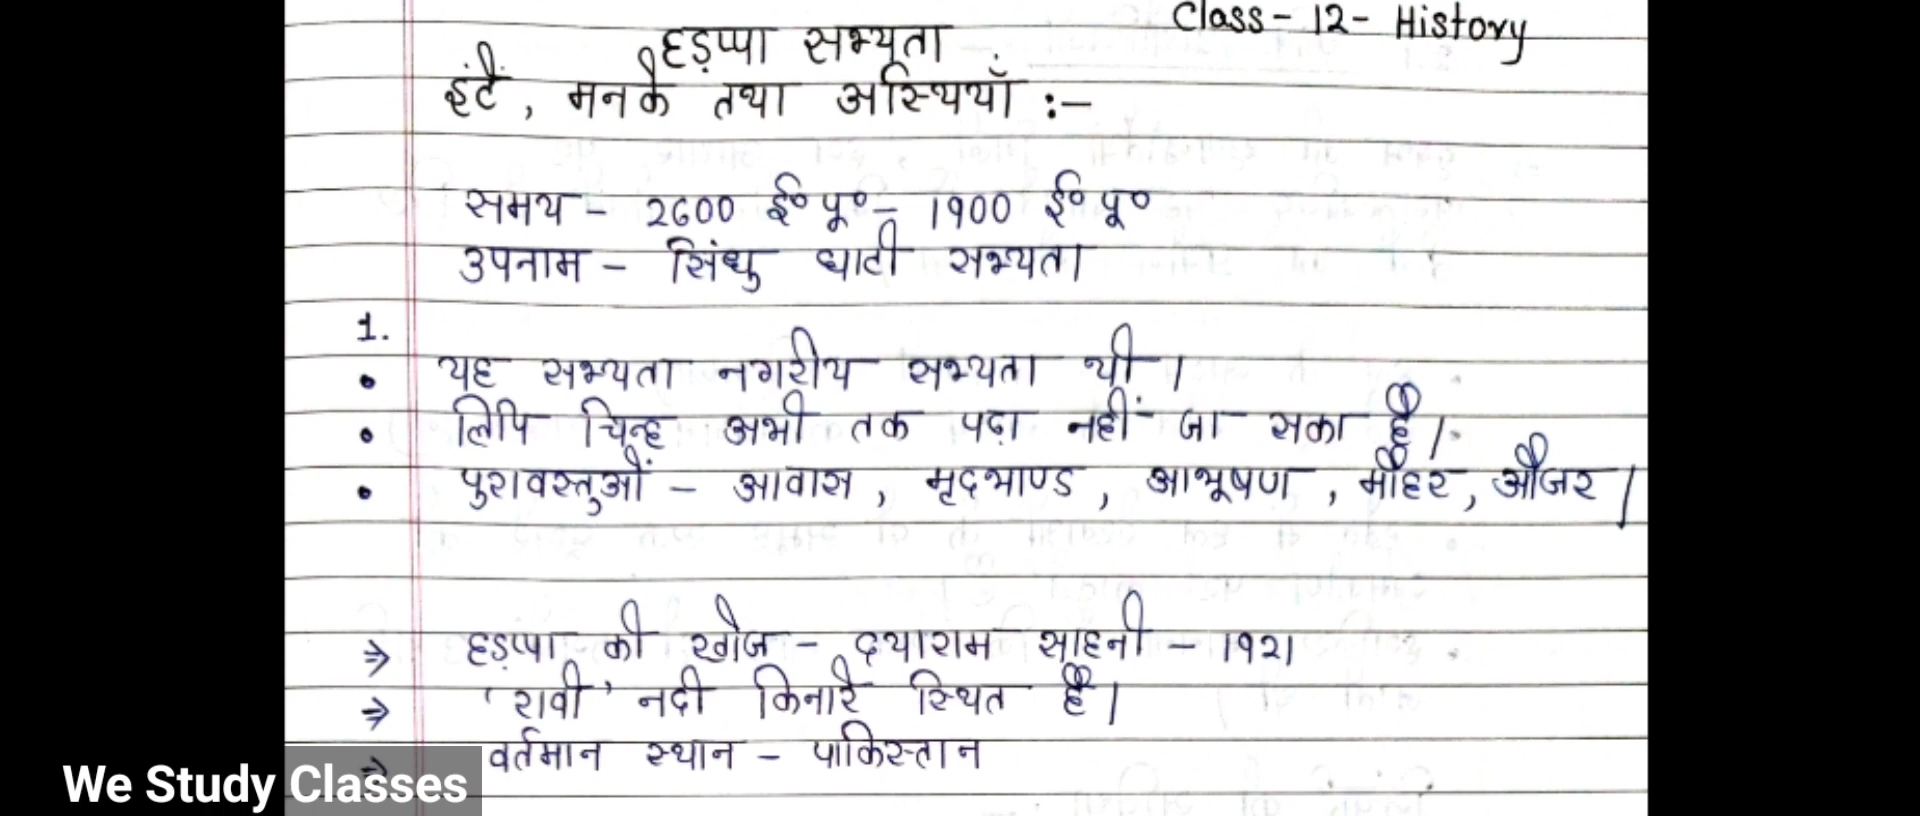 Class - 12 - History
हड़प्पा सभ्यता
इंटें, मनके तथा अस्थियाँ :-
समय - 2600 ई० पू० - 1900 ई० पू०
उपनाम - सिंधु घाटी सभ्यता
1.
• यह सभ्यता नगरीय सभ्यता थी।
• लिपि चिन्ह अभी तक पढ़ा नहीं जा सका है।
• पुरावस्तुओं - आवास, मृदभाण्ड, आभूषण, मोहर, औजर।
⇒ हड़प्पा की खोज - दयाराम साहनी - 1921
⇒ 'रावी' नदी किनारे स्थित है।
⇒ वर्तमान स्थान - पाकिस्तान
We Study Classes